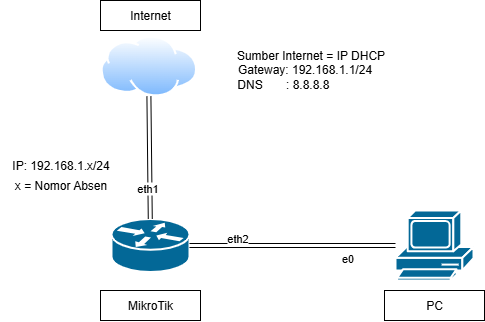 Internet
Sumber Internet = IP DHCP
Gateway: 192.168.1.1/24
DNS : 8.8.8.8
IP: 192.168.1.x/24
x = Nomor Absen
eth1
eth2
e0
MikroTik
PC